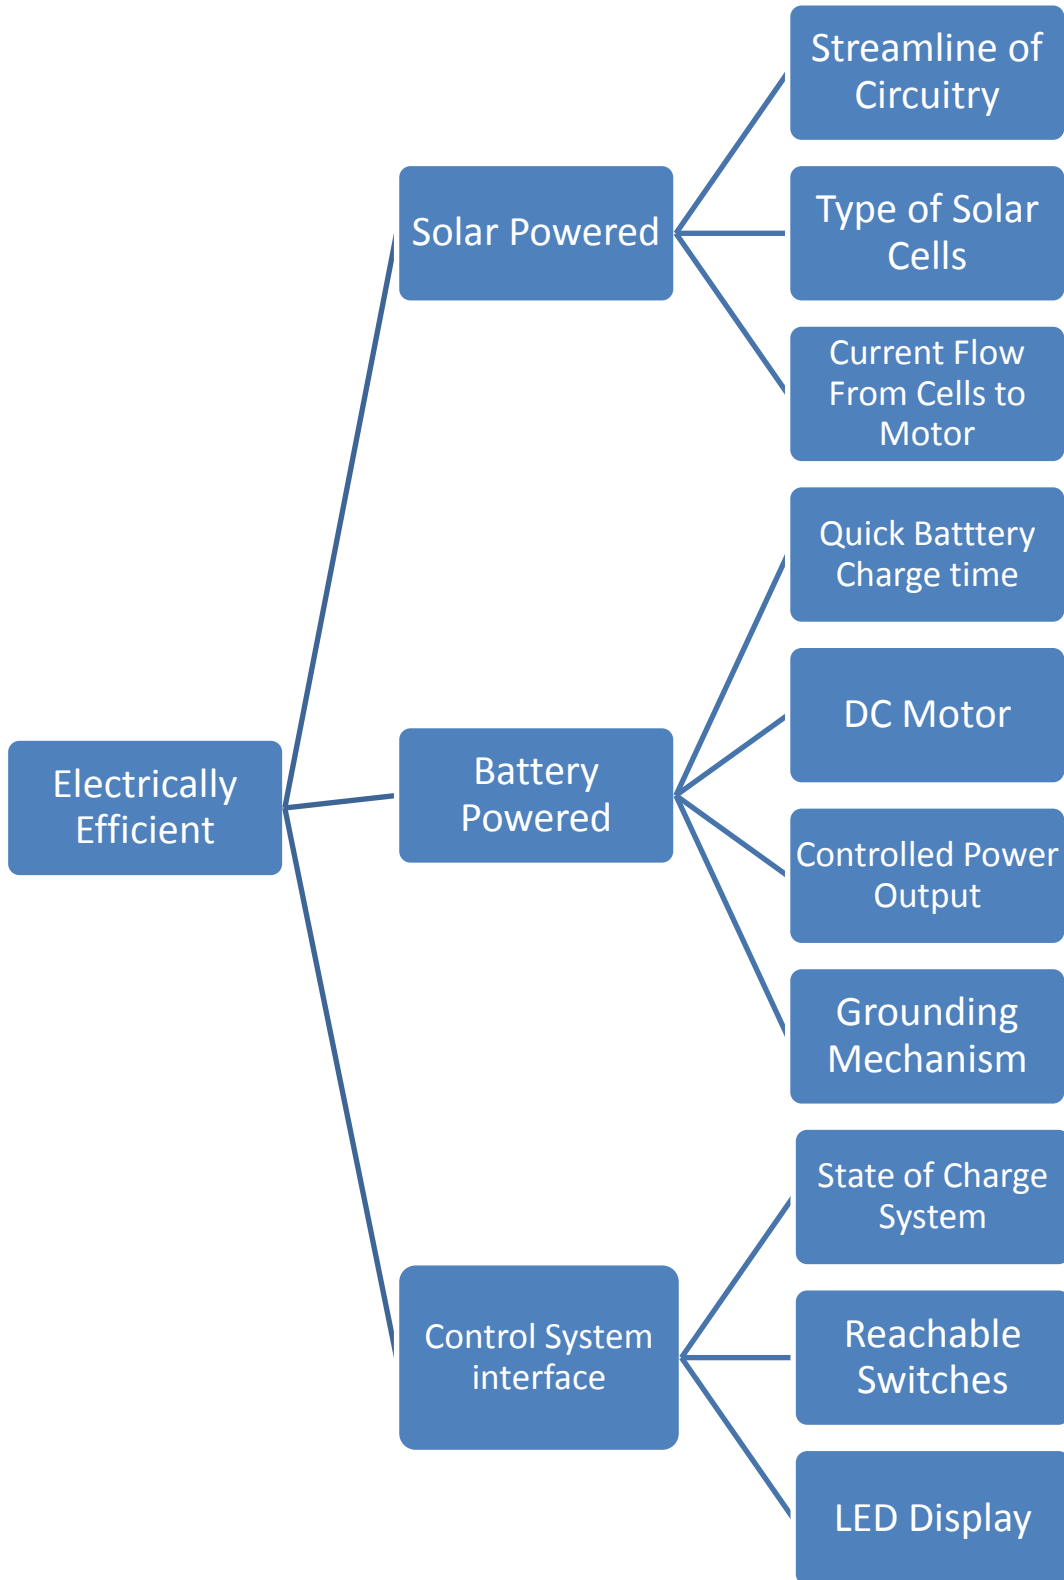 Streamline of
Circuitry
Solar Powered
Type of Solar
Cells
Current Flow
From Cells to
Motor
Quick Batttery
Charge time
DC Motor
Electrically
Efficient
Battery
Powered
Controlled Power
Output
Grounding
Mechanism
State of Charge
System
Control System
interface
Reachable
Switches
LED Display